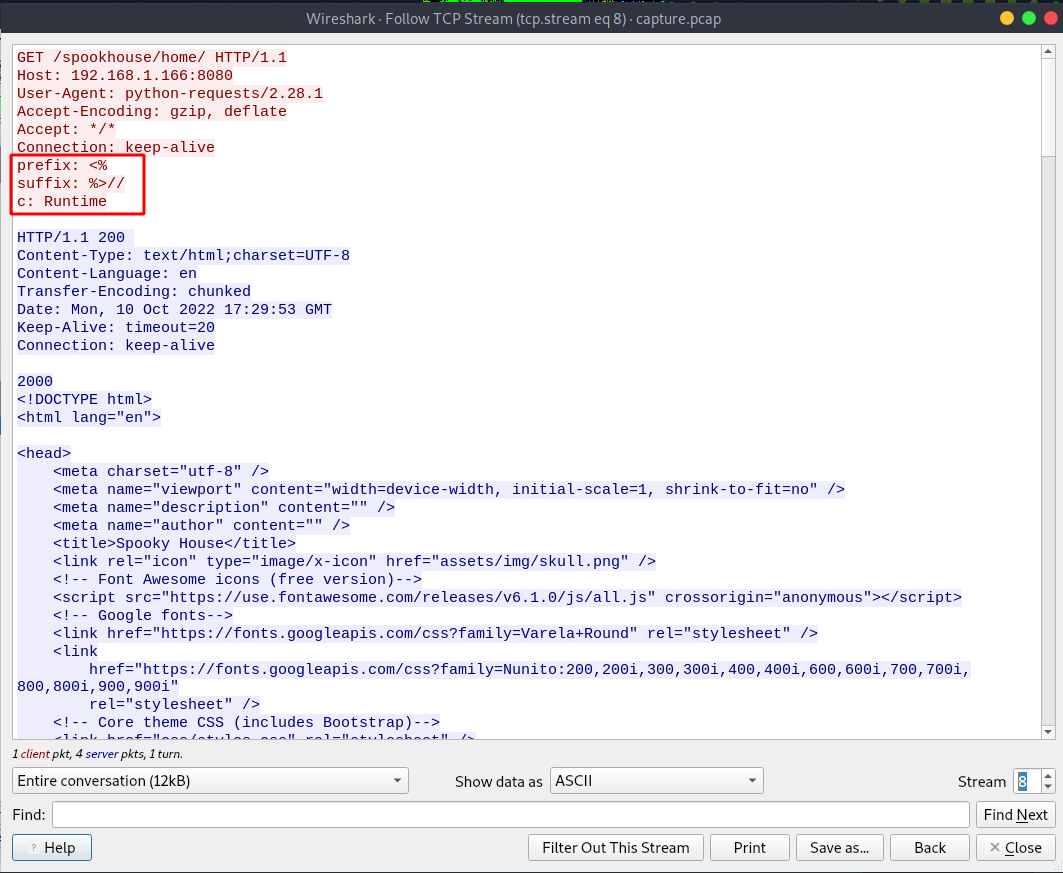 Wireshark · Follow TCP Stream (tcp.stream eq 8) · capture.pcap
GET /spookhouse/home/ HTTP/1.1
Host: 192.168.1.166:8080
User-Agent: python-requests/2.28.1
Accept-Encoding: gzip, deflate
Accept: */*
Connection: keep-alive
prefix: <%
suffix: %>//
c: Runtime
HTTP/1.1 200
Content-Type: text/html;charset=UTF-8
Content-Language: en
Transfer-Encoding: chunked
Date: Mon, 10 Oct 2022 17:29:53 GMT
Keep-Alive: timeout=20
Connection: keep-alive
2000
<!DOCTYPE html>
<html lang="en">
<head>
    <meta charset="utf-8" />
    <meta name="viewport" content="width=device-width, initial-scale=1, shrink-to-fit=no" />
    <meta name="description" content="" />
    <meta name="author" content="" />
    <title>Spooky House</title>
    <link rel="icon" type="image/x-icon" href="assets/img/skull.png" />
    <!-- Font Awesome icons (free version)-->
    <script src="https://use.fontawesome.com/releases/v6.1.0/js/all.js" crossorigin="anonymous"></script>
    <!-- Google fonts-->
    <link href="https://fonts.googleapis.com/css?family=Varela+Round" rel="stylesheet" />
    <link
        href="https://fonts.googleapis.com/css?family=Nunito:200,200i,300,300i,400,400i,600,600i,700,700i,
800,800i,900,900i"
        rel="stylesheet" />
    <!-- Core theme CSS (includes Bootstrap)-->
    <link href="css/styles.css" rel="stylesheet" />
1 client pkt, 4 server pkts, 1 turn.
Entire conversation (12kB) Show data as ASCII Stream 8
Find: Find Next
? Help Filter Out This Stream Print Save as... Back × Close